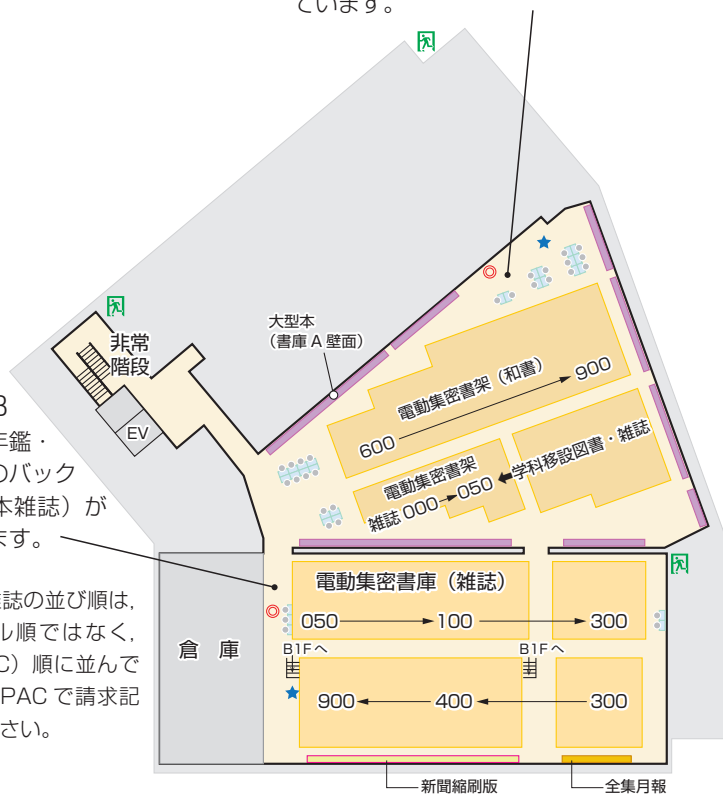 ています。
大型本
(書庫 A 壁面)
非常
階段
EV
電動集密書架(和書)
600
900
電動集密書架
雑誌 000
050
学科移設図書・雑誌
年鑑・
のバック
本雑誌)が
ます。
雑誌の並び順は,
ル順ではなく,
C)順に並んで
PAC で請求記
さい。
倉 庫
電動集密書庫(雑誌)
050
100
300
B1Fへ
B1Fへ
900
400
300
新聞縮刷版
全集月報